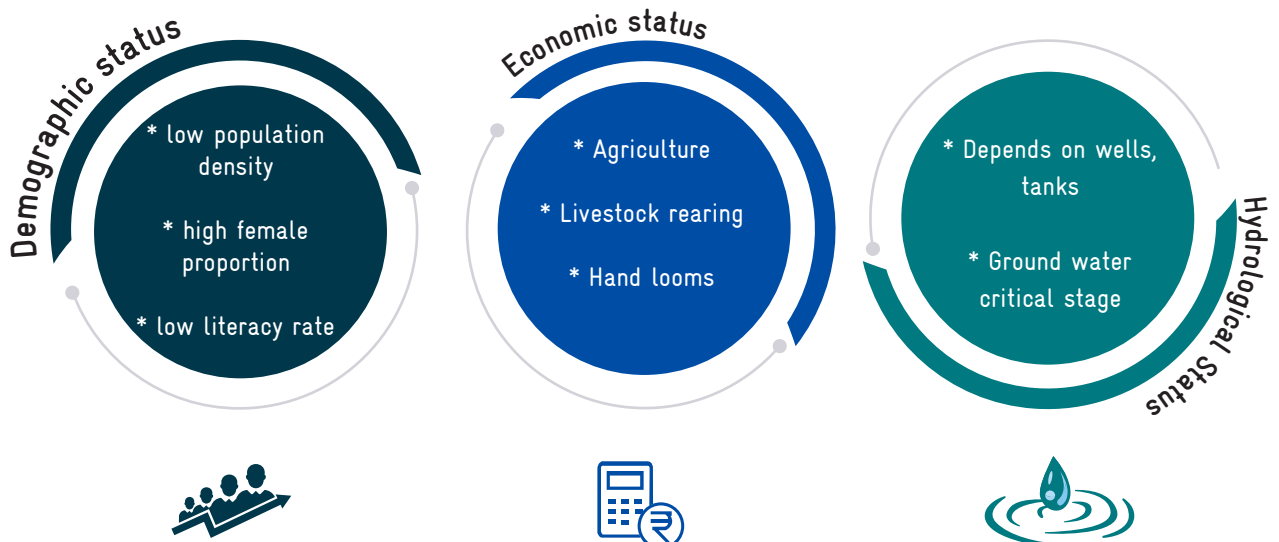 Demographic status
* low population
density
* high female
proportion
* low literacy rate
Economic status
* Agriculture
* Livestock rearing
* Hand looms
Hydrological Status
* Depends on wells,
tanks
* Ground water
critical stage
₹